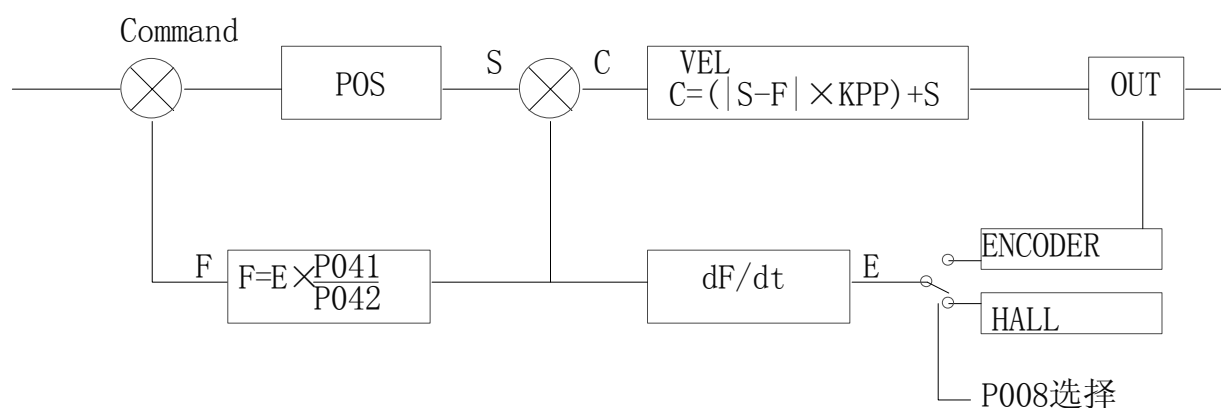 Command
POS
S
C
VEL
C=(|S-F|×KPP)+S
OUT
F
F=E×P041/P042
dF/dt
E
ENCODER
HALL
P008选择